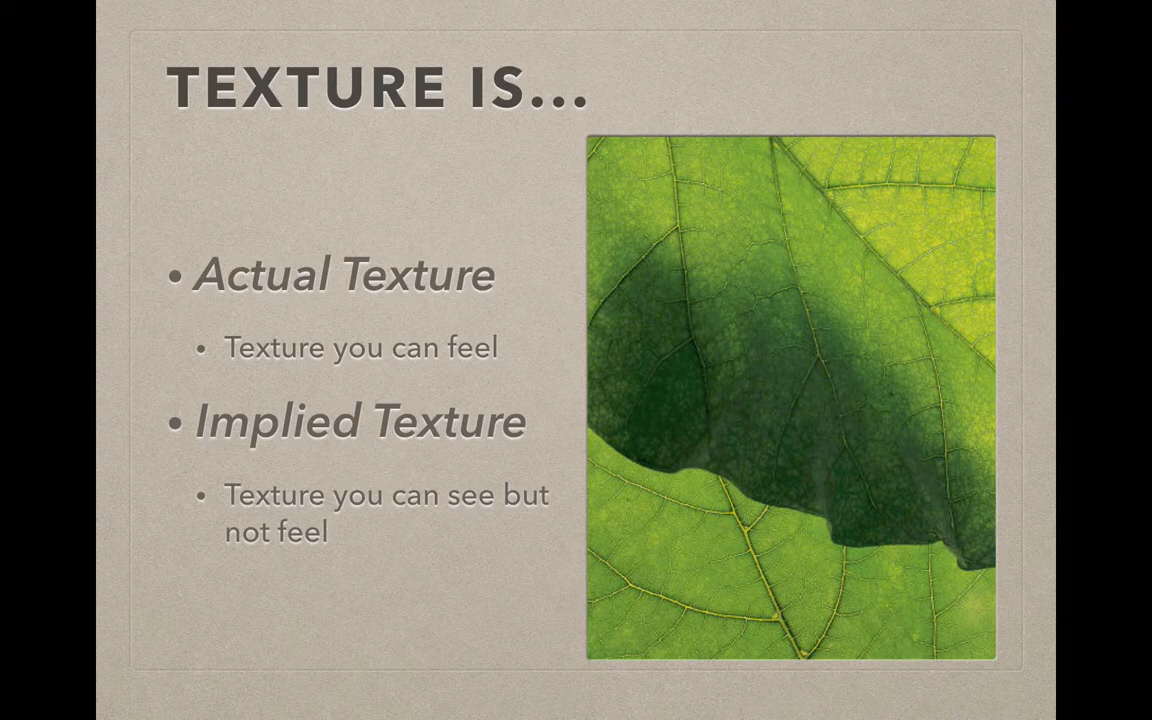 TEXTURE IS...
• Actual Texture
• Texture you can feel
• Implied Texture
• Texture you can see but
not feel